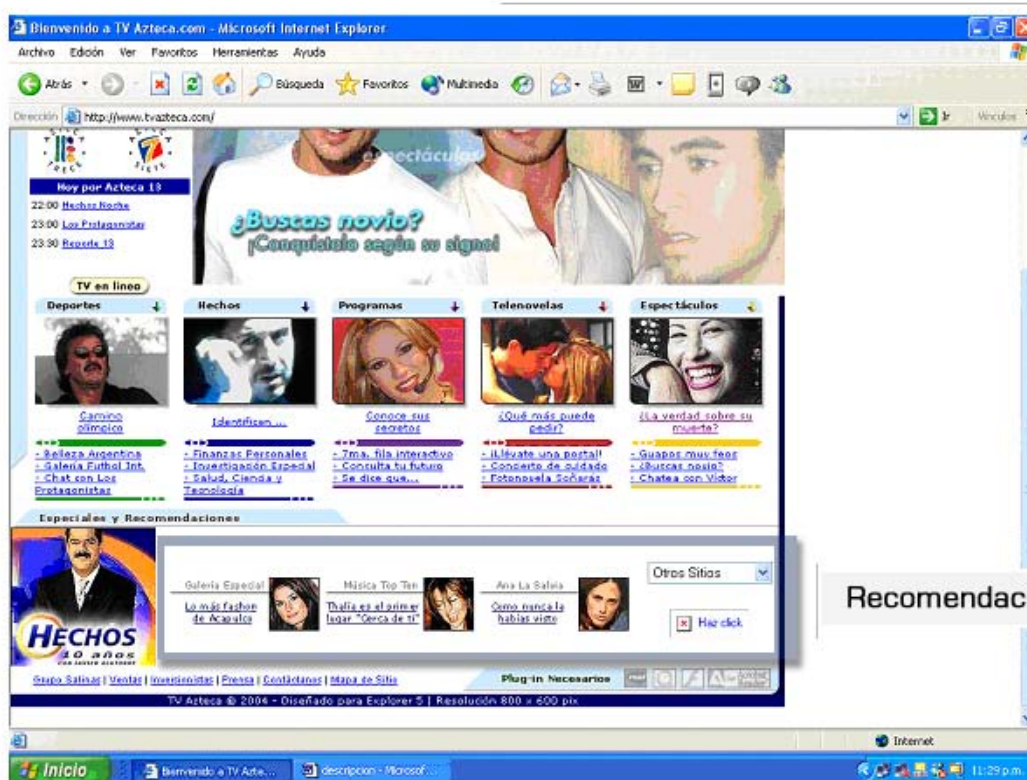 Bienvenido a TV Azteca.com - Microsoft Internet Explorer
Archivo Edición Ver Favoritos Herramientas Ayuda
Atrás Búsqueda Favoritos Multimedia
Dirección http://www.tvazteca.com/ Ir Vínculos
TRECE SIETE
espectáculos
Hoy por Azteca 13
22:00 Hechos Noche
23:00 Los Protagonistas
23:30 Reporte 13
¿Buscas novio?
¡Conquístalo según su signo!
TV en línea
Deportes Hechos Programas Telenovelas Espectáculos
Camino olímpico
Identifican ...
Conoce sus secretos
¿Qué más puede pedir?
¿La verdad sobre su muerte?
- Belleza Argentina
- Galería Futbol Int.
- Chat con Los Protagonistas
- Finanzas Personales
- Investigación Especial
- Salud, Ciencia y Tecnología
- 7ma. fila interactivo
- Consulta tu futuro
- Se dice que...
- ¡Llévate una postal!
- Concierto de cuidado
- Fotonovela Soñarás
- Guapos muy feos
- ¿Buscas novio?
- Chatea con Víctor
Especiales y Recomendaciones
HECHOS
10 años
CON JAVIER ALATORRE
Galería Especial
Lo más fashon
de Acapulco
Música Top Ten
Thalía es el primer
lugar "Cerca de ti"
Ana La Salvia
Como nunca la
habías visto
Otros Sitios
Haz click
Recomendac
Grupo Salinas | Ventas | Inversionistas | Prensa | Contáctanos | Mapa de Sitio
Plug-in Necesarios
TV Azteca ® 2004 - Diseñado para Explorer 5 | Resolución 800 x 600 pix
Internet
Inicio Bienvenido a TV Azte... descripcion - Microsof... 11:29 p.m.